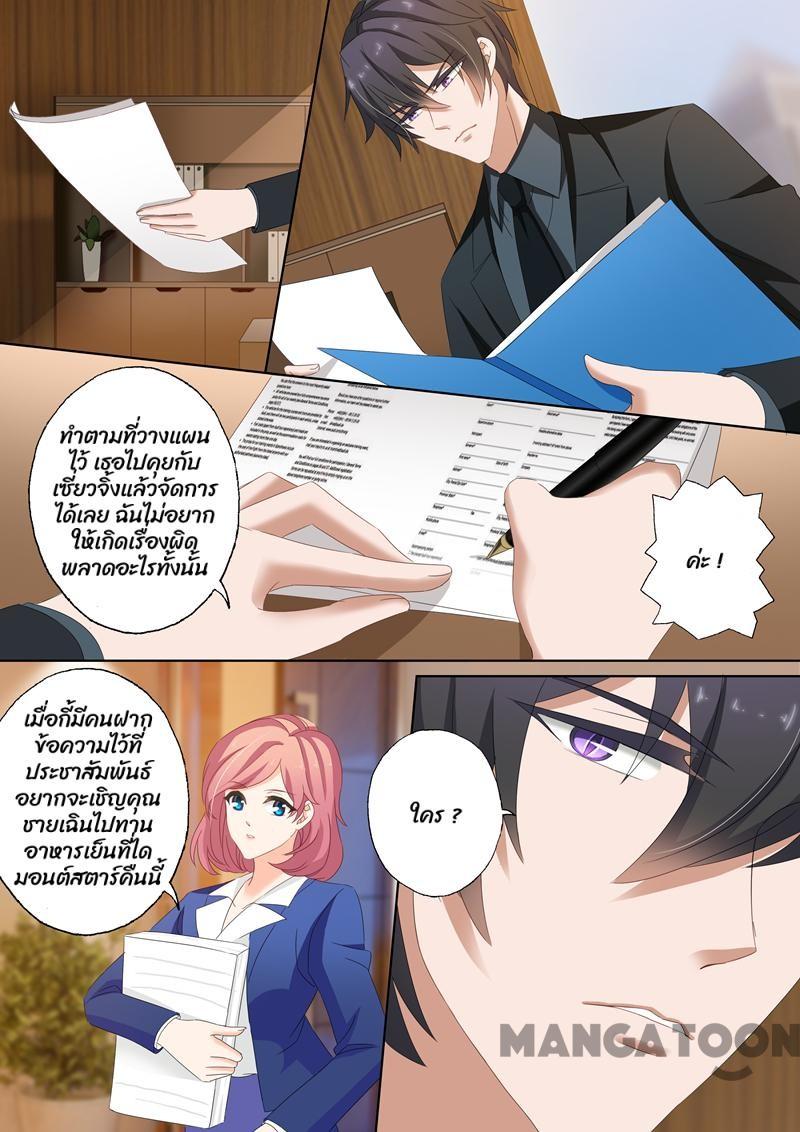 ทำตามที่วางแผน
ไว้ เธอไปคุยกับ
เซี่ยวจิ้งแล้วจัดการ
ได้เลย ฉันไม่อยาก
ให้เกิดเรื่องผิด
พลาดอะไรทั้งนั้น
ค่ะ !
เมื่อกี้มีคนฝาก
ข้อความไว้ที่
ประชาสัมพันธ์
อยากจะเชิญคุณ
ชายเฉินไปทาน
อาหารเย็นที่ได
มอนต์สตาร์คืนนี้
ใคร ?
MANGATOON